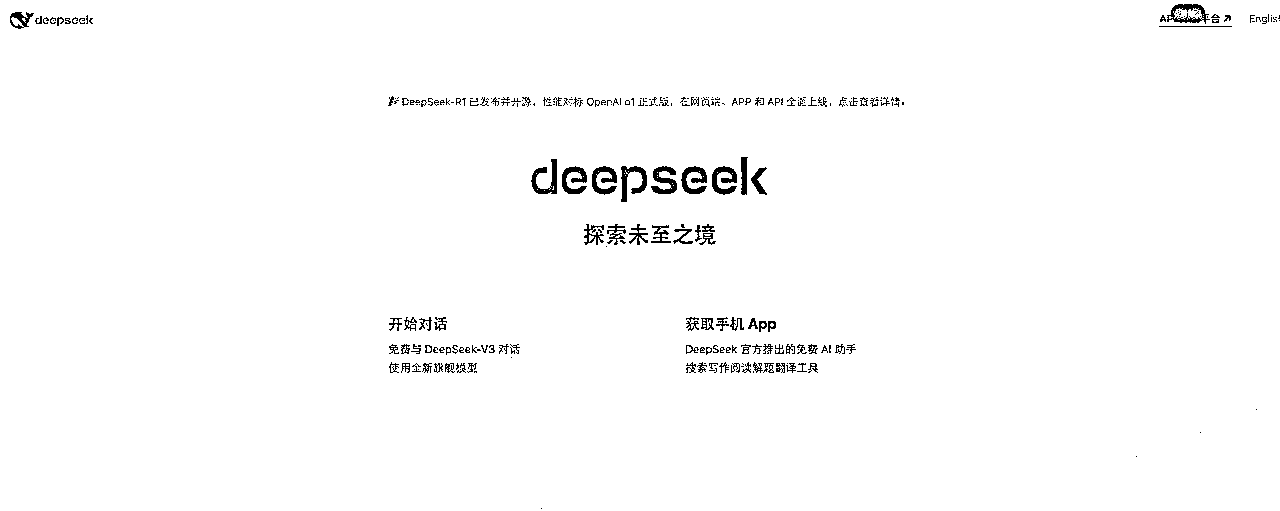 deepseek
API 平台 ↗ English
🎉 DeepSeek-R1 已发布并开源，性能对标 OpenAI o1 正式版，在网页端、APP 和 API 全面上线，点击查看详情。
deepseek
探索未至之境
开始对话
获取手机 App
免费与 DeepSeek-V3 对话
使用全新旗舰模型
DeepSeek 官方推出的免费 AI 助手
搜索写作阅读解题翻译工具